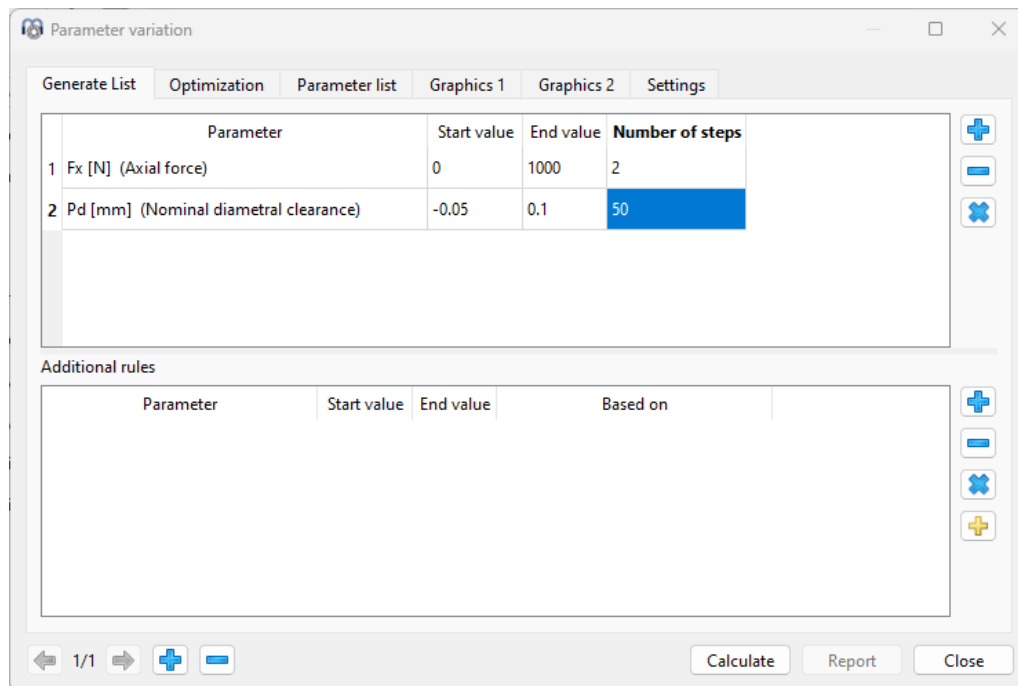 Parameter variation
Generate List Optimization Parameter list Graphics 1 Graphics 2 Settings
Parameter Start value End value Number of steps
1 Fx [N] (Axial force) 0 1000 2
2 Pd [mm] (Nominal diametral clearance) -0.05 0.1 50
Additional rules
Parameter Start value End value Based on
1/1 Calculate Report Close